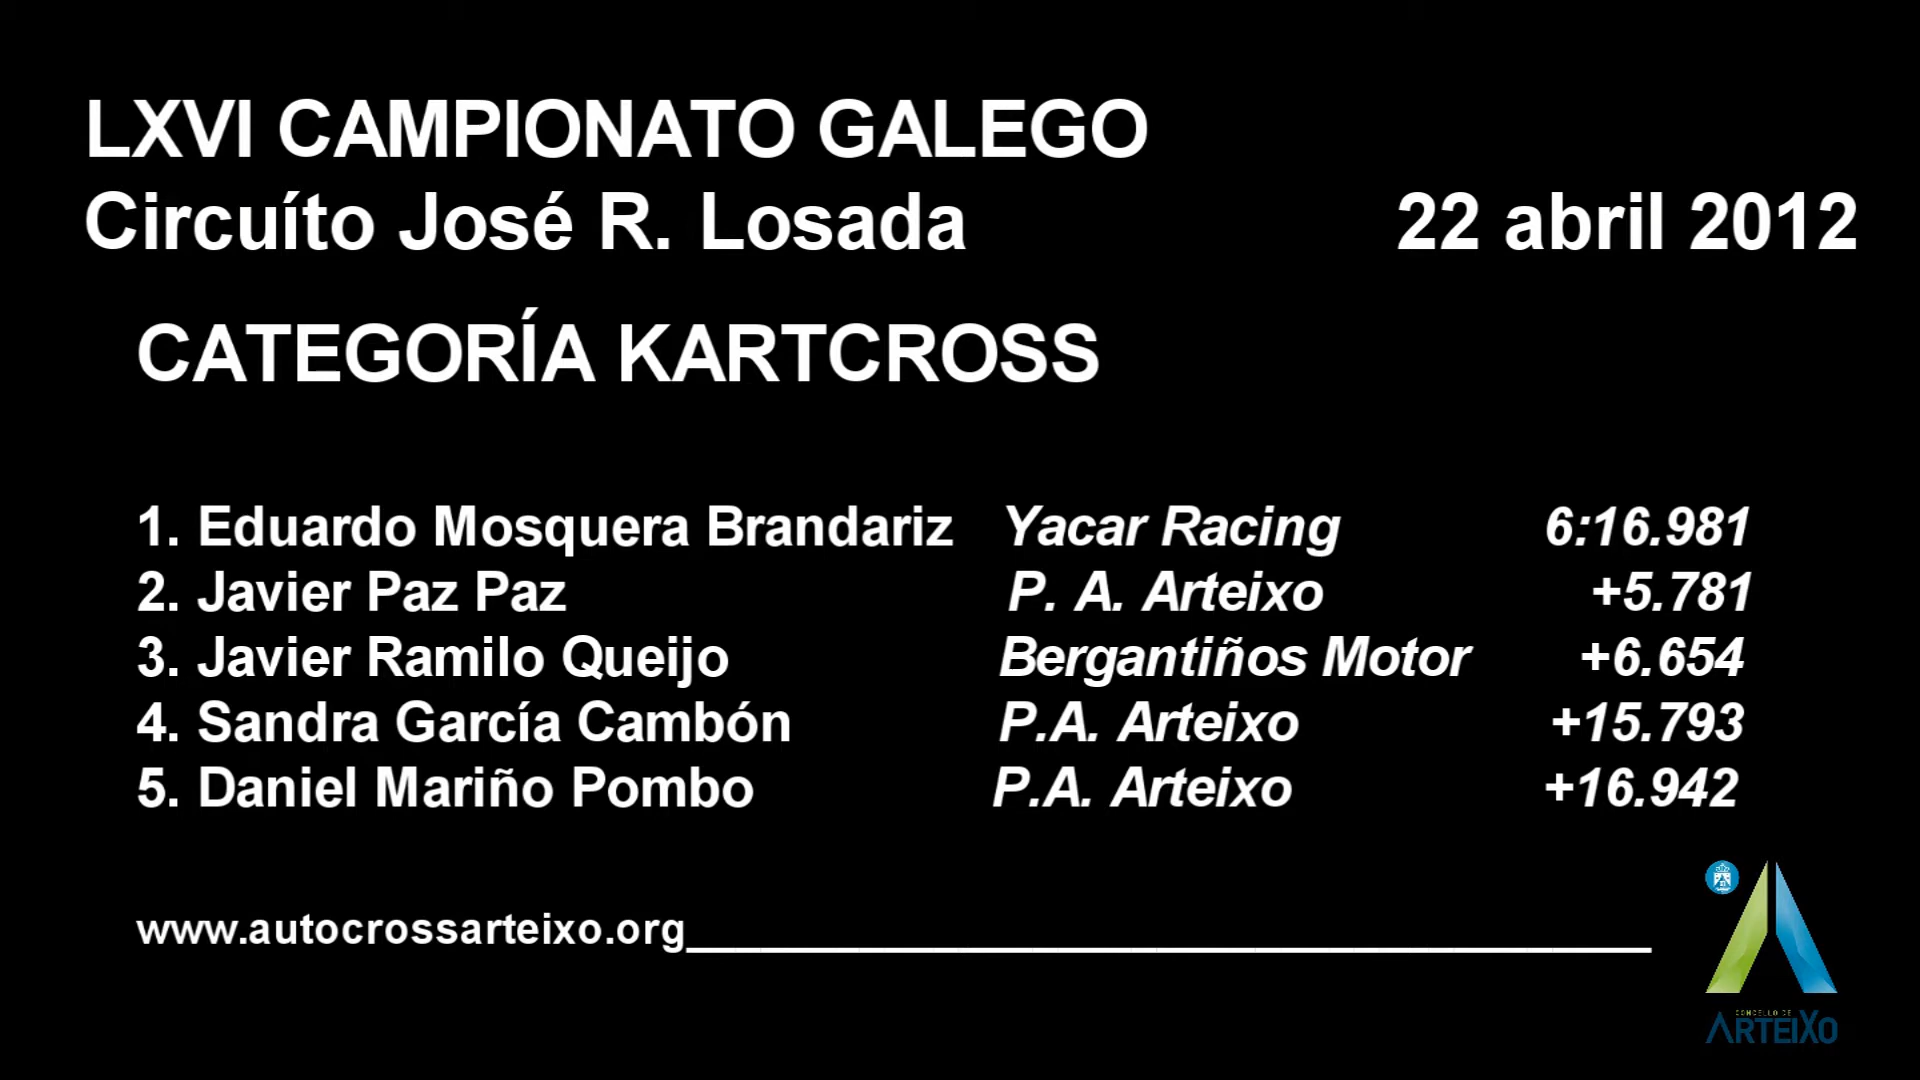 LXVI CAMPIONATO GALEGO
Circuíto José R. Losada 22 abril 2012
CATEGORÍA KARTCROSS
1. Eduardo Mosquera Brandariz Yacar Racing 6:16.981
2. Javier Paz Paz P. A. Arteixo +5.781
3. Javier Ramilo Queijo Bergantiños Motor +6.654
4. Sandra García Cambón P.A. Arteixo +15.793
5. Daniel Mariño Pombo P.A. Arteixo +16.942
www.autocrossarteixo.org
CONCELLO DE
ARTEIXO